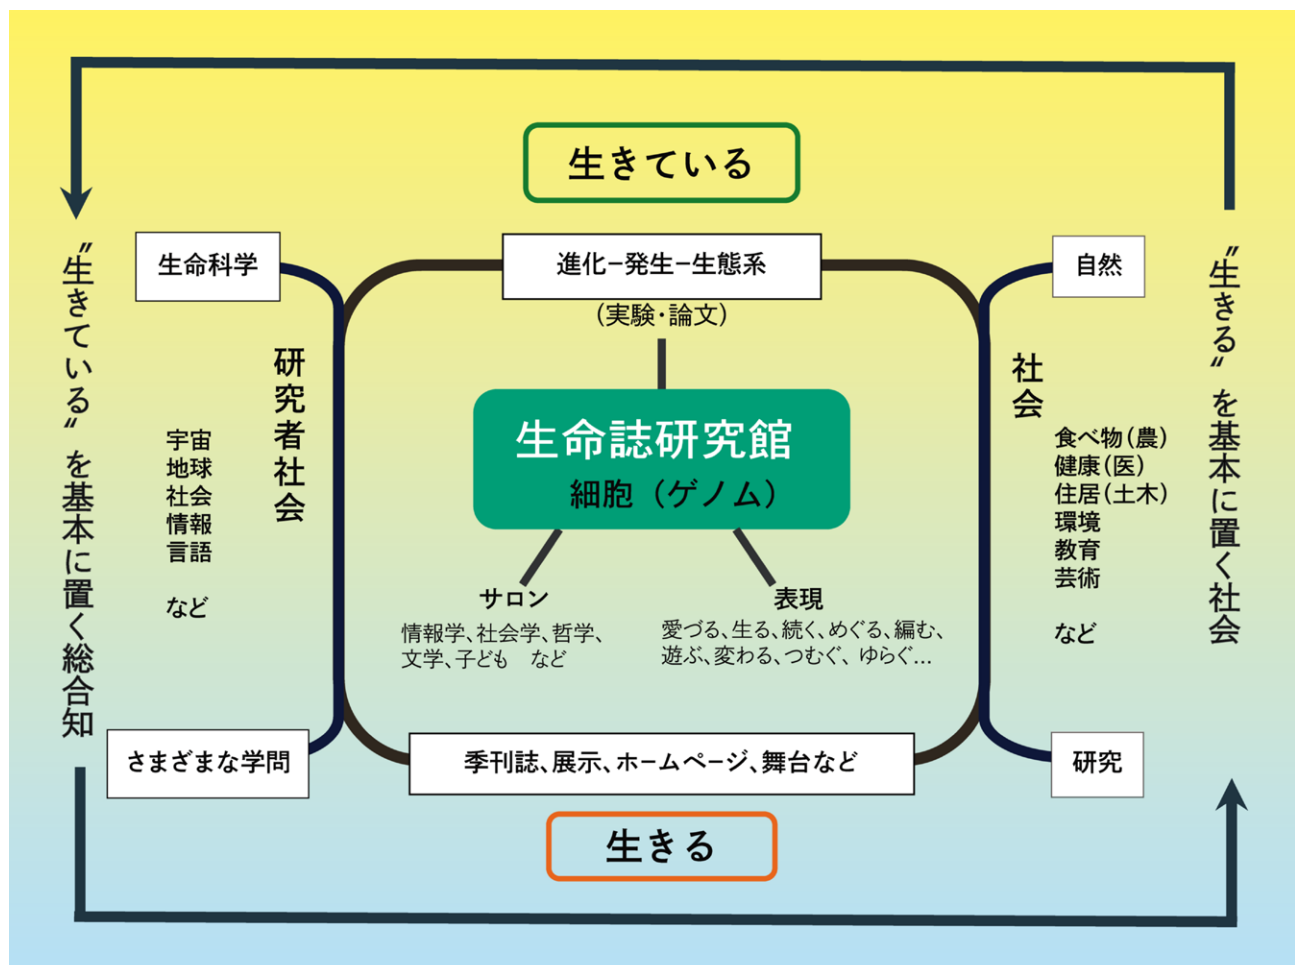 生きている
生命科学
進化−発生−生態系
(実験・論文)
自然
〝生きている〟を基本に置く総合知
研究者社会
宇宙
地球
社会
情報
言語
など
生命誌研究館
細胞（ゲノム）
サロン
情報学、社会学、哲学、
文学、子ども　など
表現
愛づる、生る、続く、めぐる、編む、
遊ぶ、変わる、つむぐ、ゆらぐ…
社会
食べ物(農)
健康(医)
住居(土木)
環境
教育
芸術
など
〝生きる〟を基本に置く社会
さまざまな学問
季刊誌、展示、ホームページ、舞台など
研究
生きる